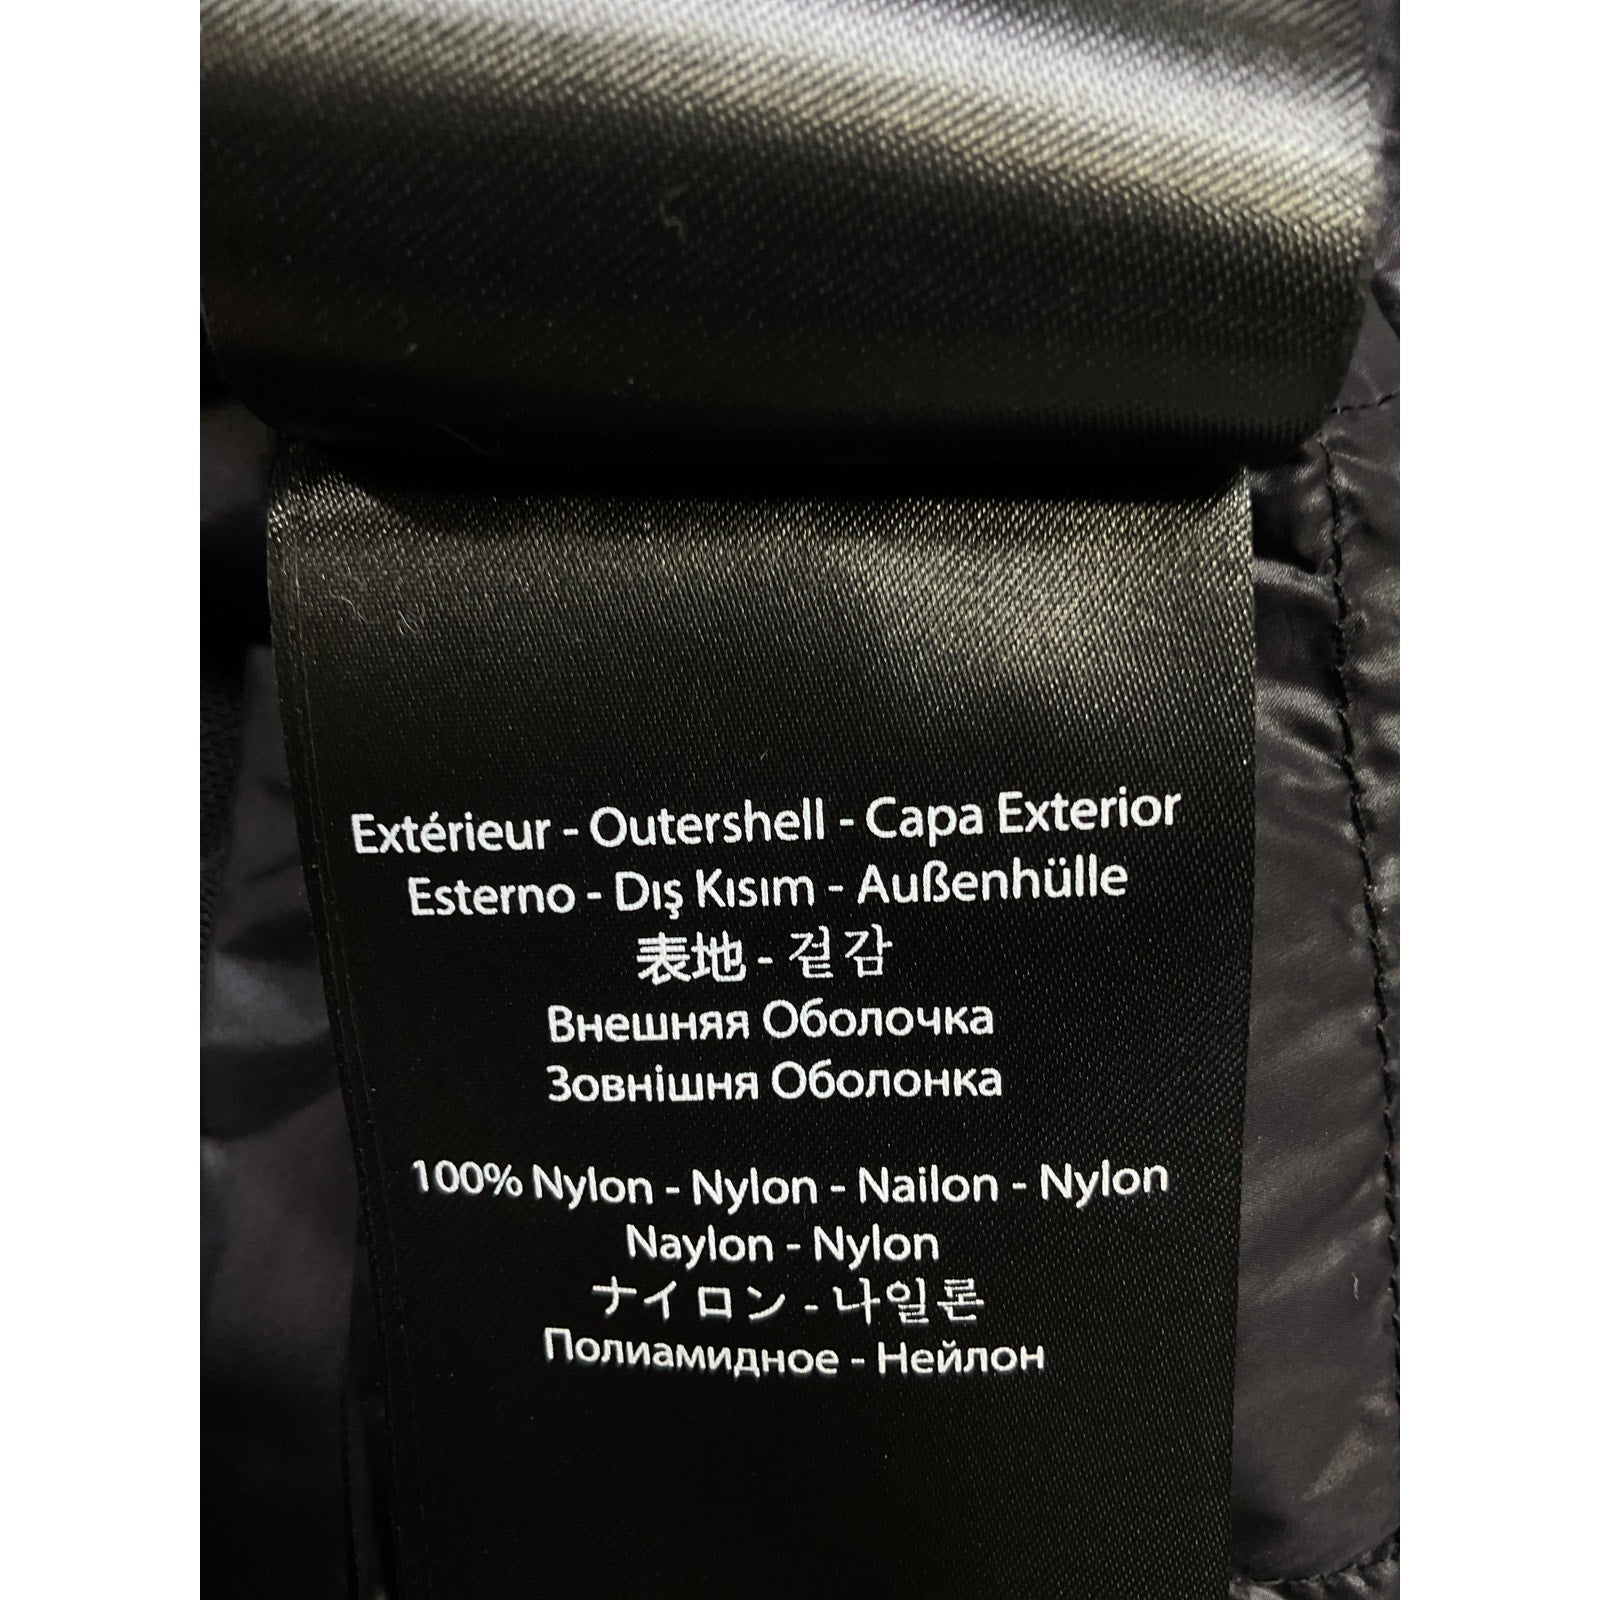 Extérieur - Outershell - Capa Exterior
Esterno - Dış Kısım - Außenhülle
表地 - 겉감
Внешняя Оболочка
Зовнішня Оболонка
100% Nylon - Nylon - Nailon - Nylon
Naylon - Nylon
ナイロン - 나일론
Полиамидное - Нейлон